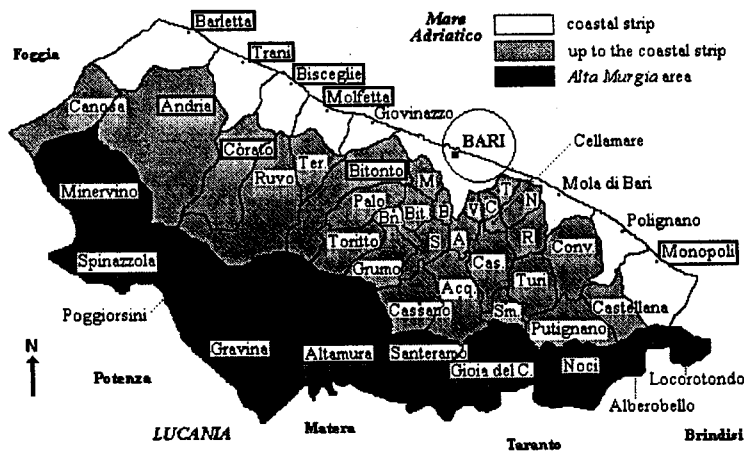 Mare
Adriatico
coastal strip
up to the coastal strip
Alta Murgia area
Foggia
Barletta
Trani
Bisceglie
Molfetta
Giovinazzo
BARI
Cellamare
Mola di Bari
Polignano
Monopoli
Canosa
Andria
Còrato
Ruvo
Ter.
Bitonto
M
Palo
Bn
Bit.
B
V
C
T
N
Minervino
Toritto
S
A
R
Conv.
Spinazzola
Grumo
Cas.
Turi
Acq.
Castellana
Poggiorsini
Cassano
Sm.
Putignano
N
Gravina
Altamura
Santeramo
Gioia del C.
Noci
Locorotondo
Alberobello
Potenza
LUCANIA
Matera
Taranto
Brindisi